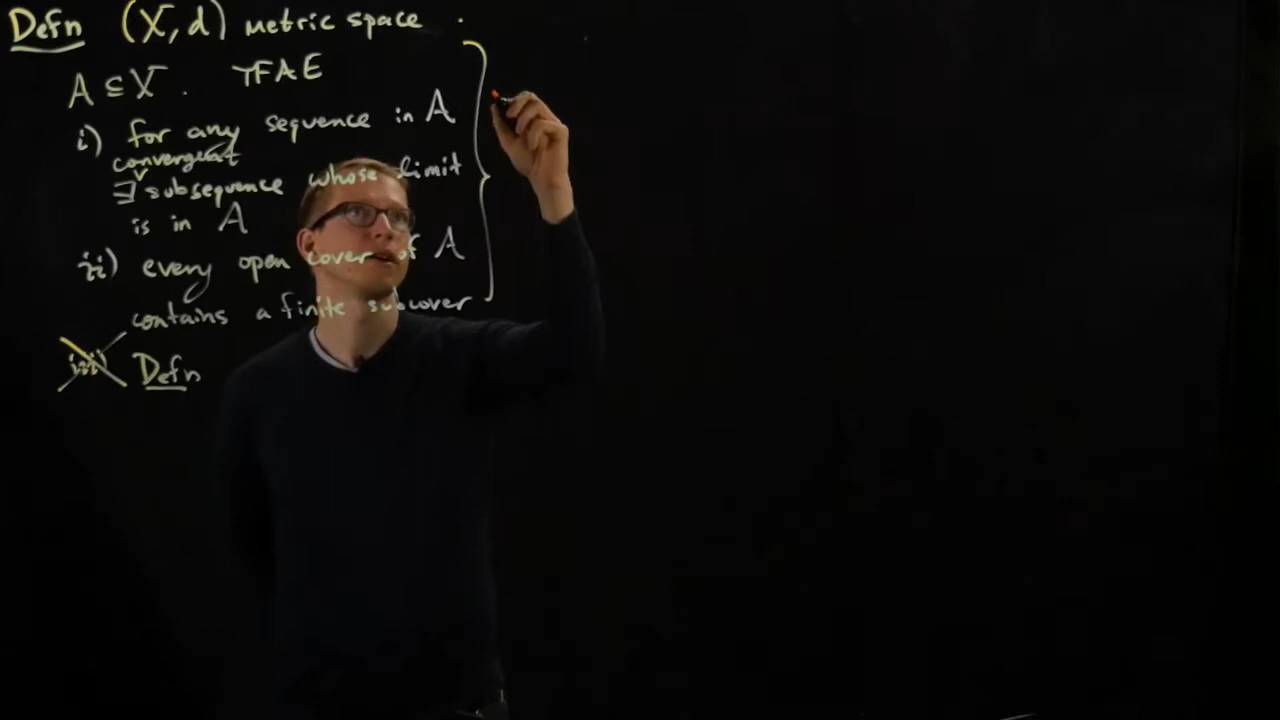 Defn (X, d) metric space .
A ⊆ X . TFAE
i) for any sequence in A
convergent
∃ subsequence whose limit
is in A
ii) every open cover of A
contains a finite subcover
iii) Defn